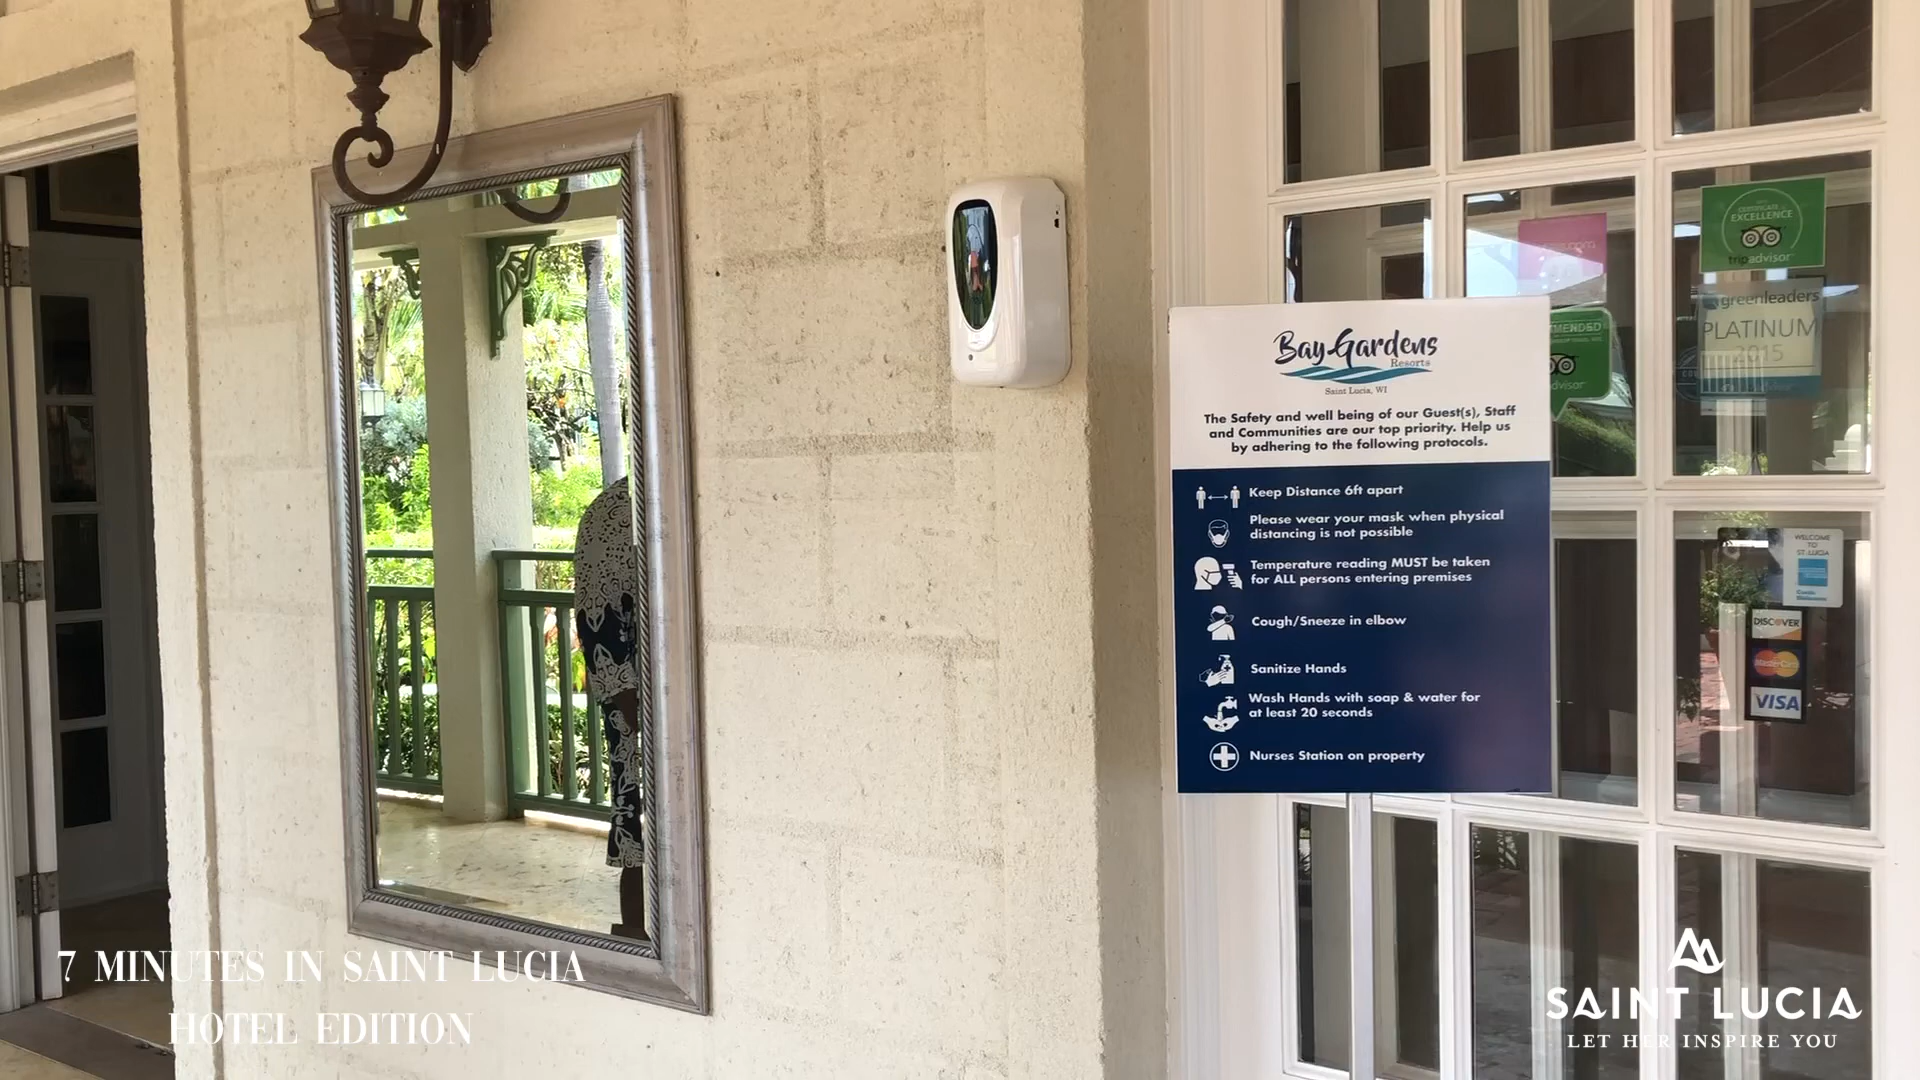 CERTIFICATE of
EXCELLENCE
tripadvisor
greenleaders
PLATINUM
2015
Bay Gardens
Resorts
Saint Lucia, WI
The Safety and well being of our Guest(s), Staff
and Communities are our top priority. Help us
by adhering to the following protocols.
Keep Distance 6ft apart
Please wear your mask when physical
distancing is not possible
Temperature reading MUST be taken
for ALL persons entering premises
Cough/Sneeze in elbow
Sanitize Hands
Wash Hands with soap & water for
at least 20 seconds
Nurses Station on property
WELCOME
TO
ST. LUCIA
DISCOVER
MasterCard
VISA
7 MINUTES IN SAINT LUCIA
HOTEL EDITION
SAINT LUCIA
LET HER INSPIRE YOU